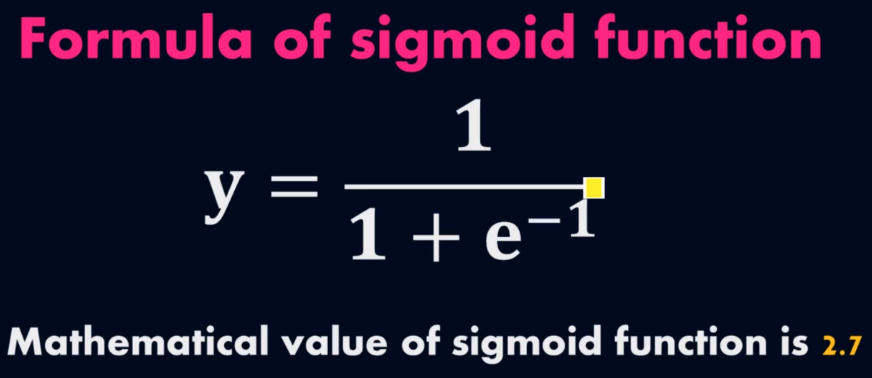 Formula of sigmoid function
y = 1 / (1 + e⁻¹)
Mathematical value of sigmoid function is 2.7